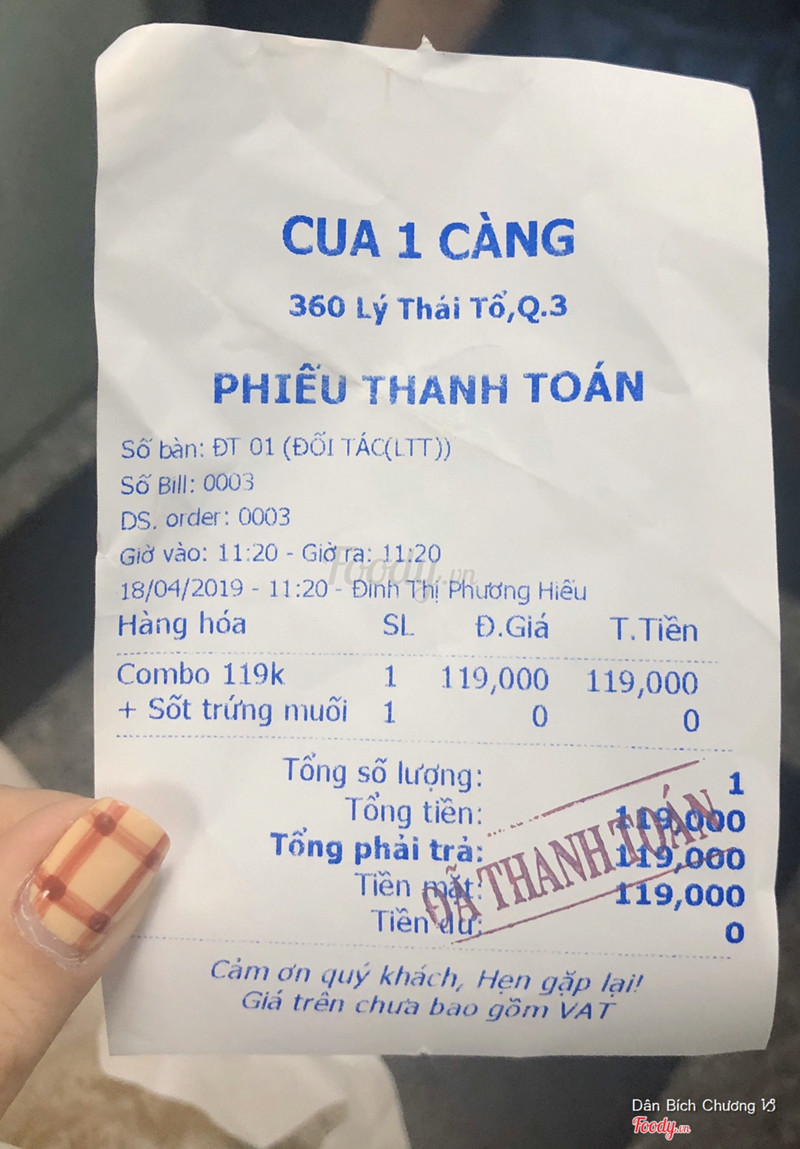 CUA 1 CÀNG
360 Lý Thái Tổ,Q.3
PHIẾU THANH TOÁN
Số bàn: ĐT 01 (ĐỐI TÁC(LTT))
Số Bill: 0003
DS. order: 0003
Giờ vào: 11:20 - Giờ ra: 11:20
Foody.vn
18/04/2019 - 11:20 - Đinh Thị Phương Hiếu
Hàng hóa SL Đ.Giá T.Tiền
Combo 119k 1 119,000 119,000
+ Sốt trứng muối 1 0 0
Tổng số lượng: 1
Tổng tiền: 119,000
Tổng phải trả: 119,000
Tiền mặt: 119,000
Tiền dư: 0
ĐÃ THANH TOÁN
Cảm ơn quý khách, Hẹn gặp lại!
Giá trên chưa bao gồm VAT
Dân Bích Chương
Foody.vn